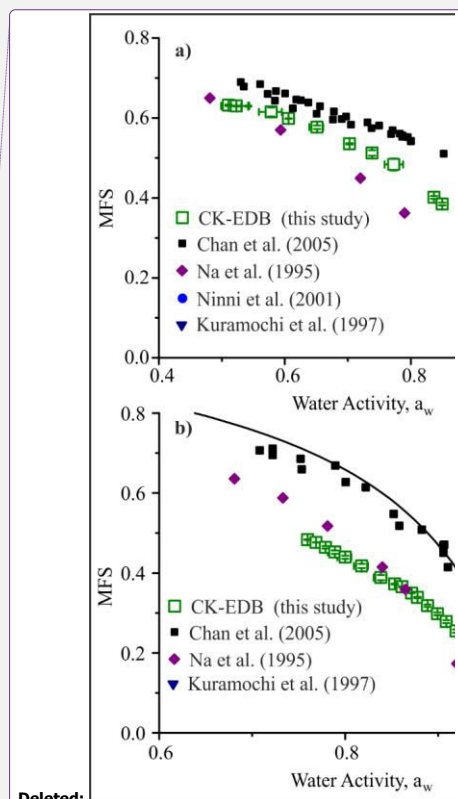 0.8
a)
0.6
MFS
0.4
CK-EDB (this study)
Chan et al. (2005)
0.2
Na et al. (1995)
Ninni et al. (2001)
Kuramochi et al. (1997)
0.0
0.4 0.6 0.8
Water Activity, aw
0.8
b)
0.6
MFS
0.4
CK-EDB (this study)
Chan et al. (2005)
0.2
Na et al. (1995)
Kuramochi et al. (1997)
0.0
0.6 0.8
Water Activity, aw
Deleted: